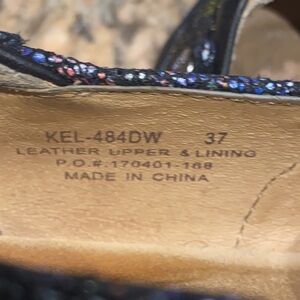 KEL-484DW 37
LEATHER UPPER & LINING
P.O.#.170401-168
MADE IN CHINA